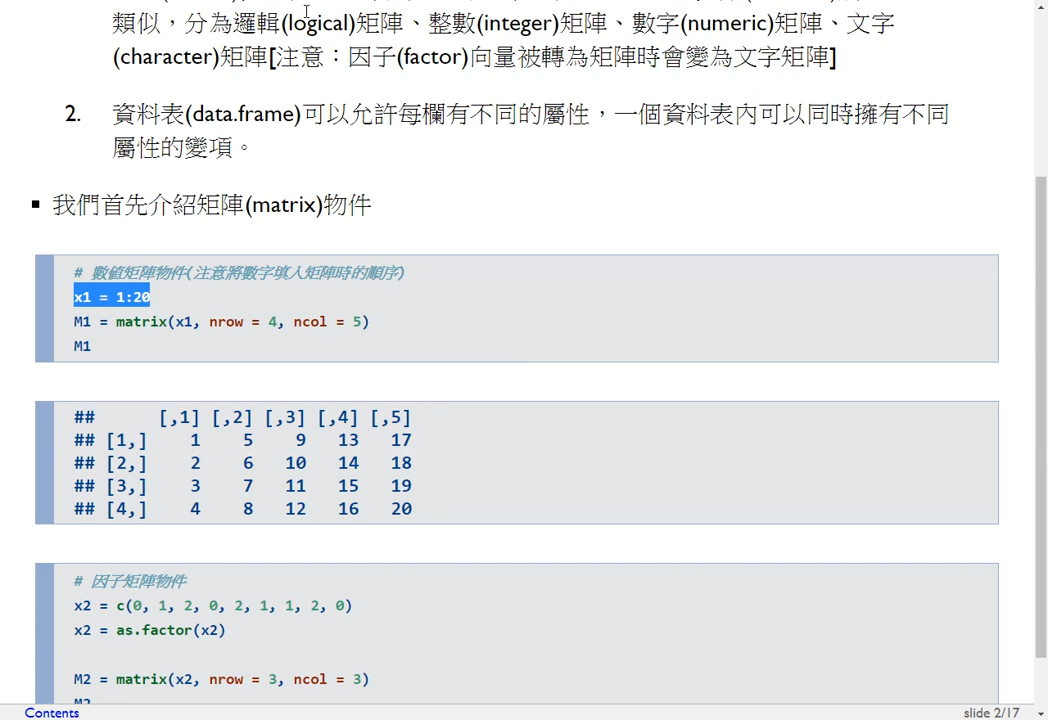 類似，分為邏輯(logical)矩陣、整數(integer)矩陣、數字(numeric)矩陣、文字
(character)矩陣[注意：因子(factor)向量被轉為矩陣時會變為文字矩陣]
2. 資料表(data.frame)可以允許每欄有不同的屬性，一個資料表內可以同時擁有不同
屬性的變項。
▪ 我們首先介紹矩陣(matrix)物件
# 數值矩陣物件(注意將數字填入矩陣時的順序)
x1 = 1:20
M1 = matrix(x1, nrow = 4, ncol = 5)
M1
## [,1] [,2] [,3] [,4] [,5]
## [1,] 1 5 9 13 17
## [2,] 2 6 10 14 18
## [3,] 3 7 11 15 19
## [4,] 4 8 12 16 20
# 因子矩陣物件
x2 = c(0, 1, 2, 0, 2, 1, 1, 2, 0)
x2 = as.factor(x2)
M2 = matrix(x2, nrow = 3, ncol = 3)
M2
Contents
slide 2/17